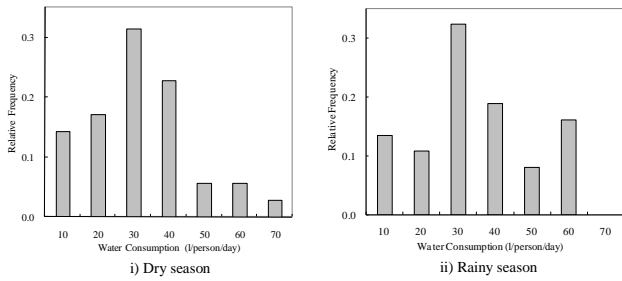 0.3
0.2
0.1
0.0
Relative Frequency
10 20 30 40 50 60 70
Water Consumption (l/person/day)
i) Dry season
0.3
0.2
0.1
0.0
Relative Frequency
10 20 30 40 50 60 70
Water Consumption (l/person/day)
ii) Rainy season